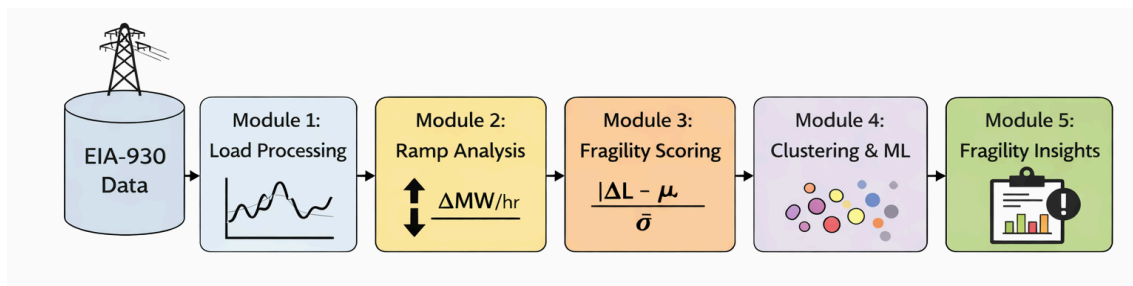 EIA-930
Data
Module 1:
Load Processing
Module 2:
Ramp Analysis
ΔMW/hr
Module 3:
Fragility Scoring
|ΔL - μ
σ̄
Module 4:
Clustering & ML
Module 5:
Fragility Insights
!